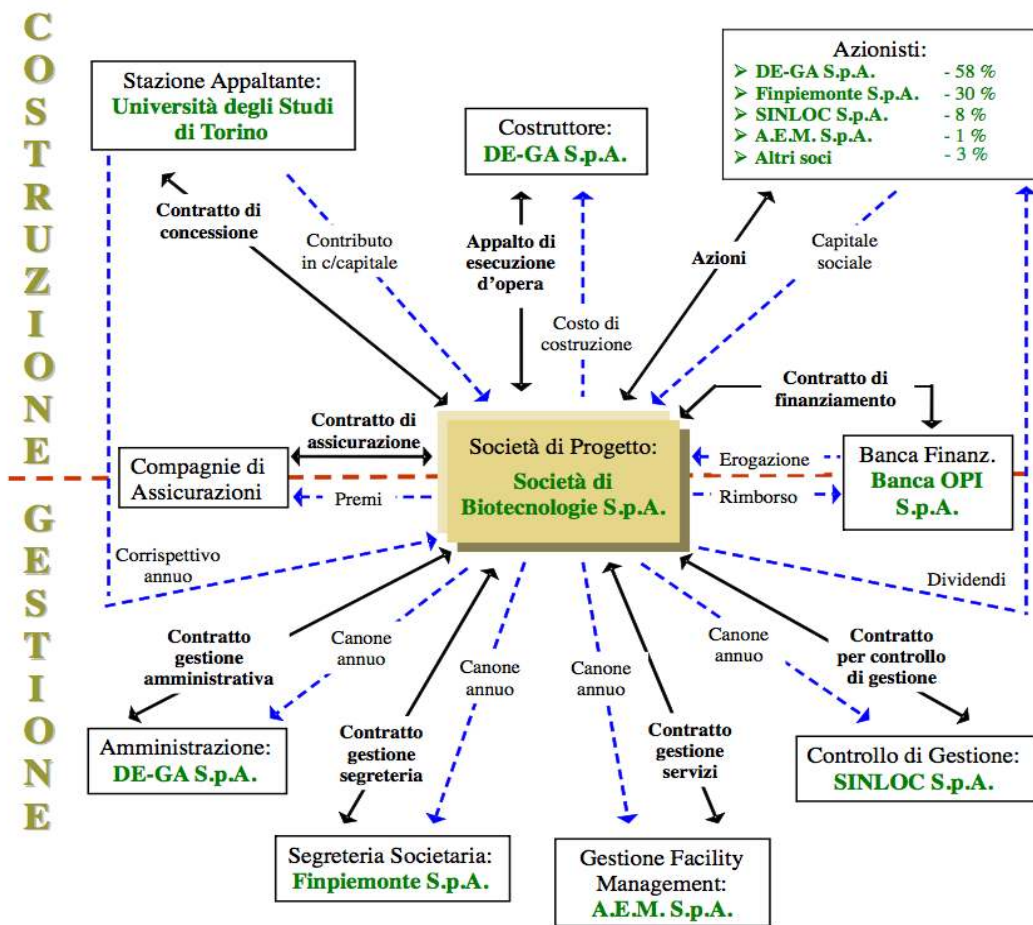 COSTRUZIONE
GESTIONE
Stazione Appaltante:
Università degli Studi
di Torino
Costruttore:
DE-GA S.p.A.
Azionisti:
➢ DE-GA S.p.A. - 58 %
➢ Finpiemonte S.p.A. - 30 %
➢ SINLOC S.p.A. - 8 %
➢ A.E.M. S.p.A. - 1 %
➢ Altri soci - 3 %
Contratto di
concessione
Contributo
in c/capitale
Appalto di
esecuzione
d'opera
Costo di
costruzione
Azioni
Capitale
sociale
Contratto di
finanziamento
Contratto di
assicurazione
Compagnie di
Assicurazioni
Premi
Società di Progetto:
Società di
Biotecnologie S.p.A.
Erogazione
Rimborso
Banca Finanz.
Banca OPI
S.p.A.
Corrispettivo
annuo
Dividendi
Contratto
gestione
amministrativa
Canone
annuo
Canone
annuo
Canone
annuo
Canone
annuo
Contratto
per controllo
di gestione
Contratto
gestione
segreteria
Contratto
gestione
servizi
Amministrazione:
DE-GA S.p.A.
Controllo di Gestione:
SINLOC S.p.A.
Segreteria Societaria:
Finpiemonte S.p.A.
Gestione Facility
Management:
A.E.M. S.p.A.